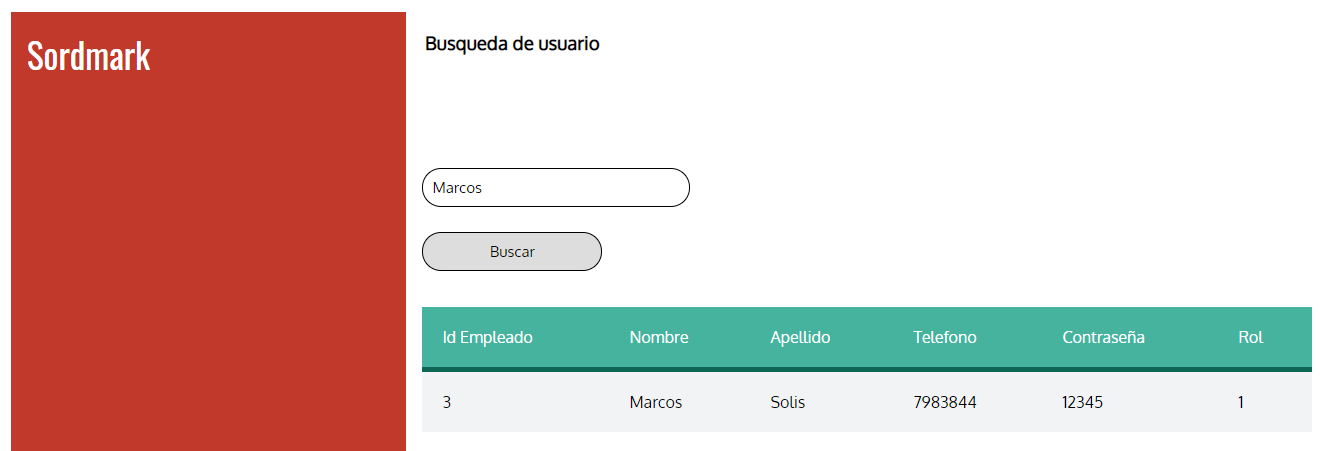 Sordmark
Busqueda de usuario
Marcos
Buscar
Id Empleado Nombre Apellido Telefono Contraseña Rol
3 Marcos Solis 7983844 12345 1